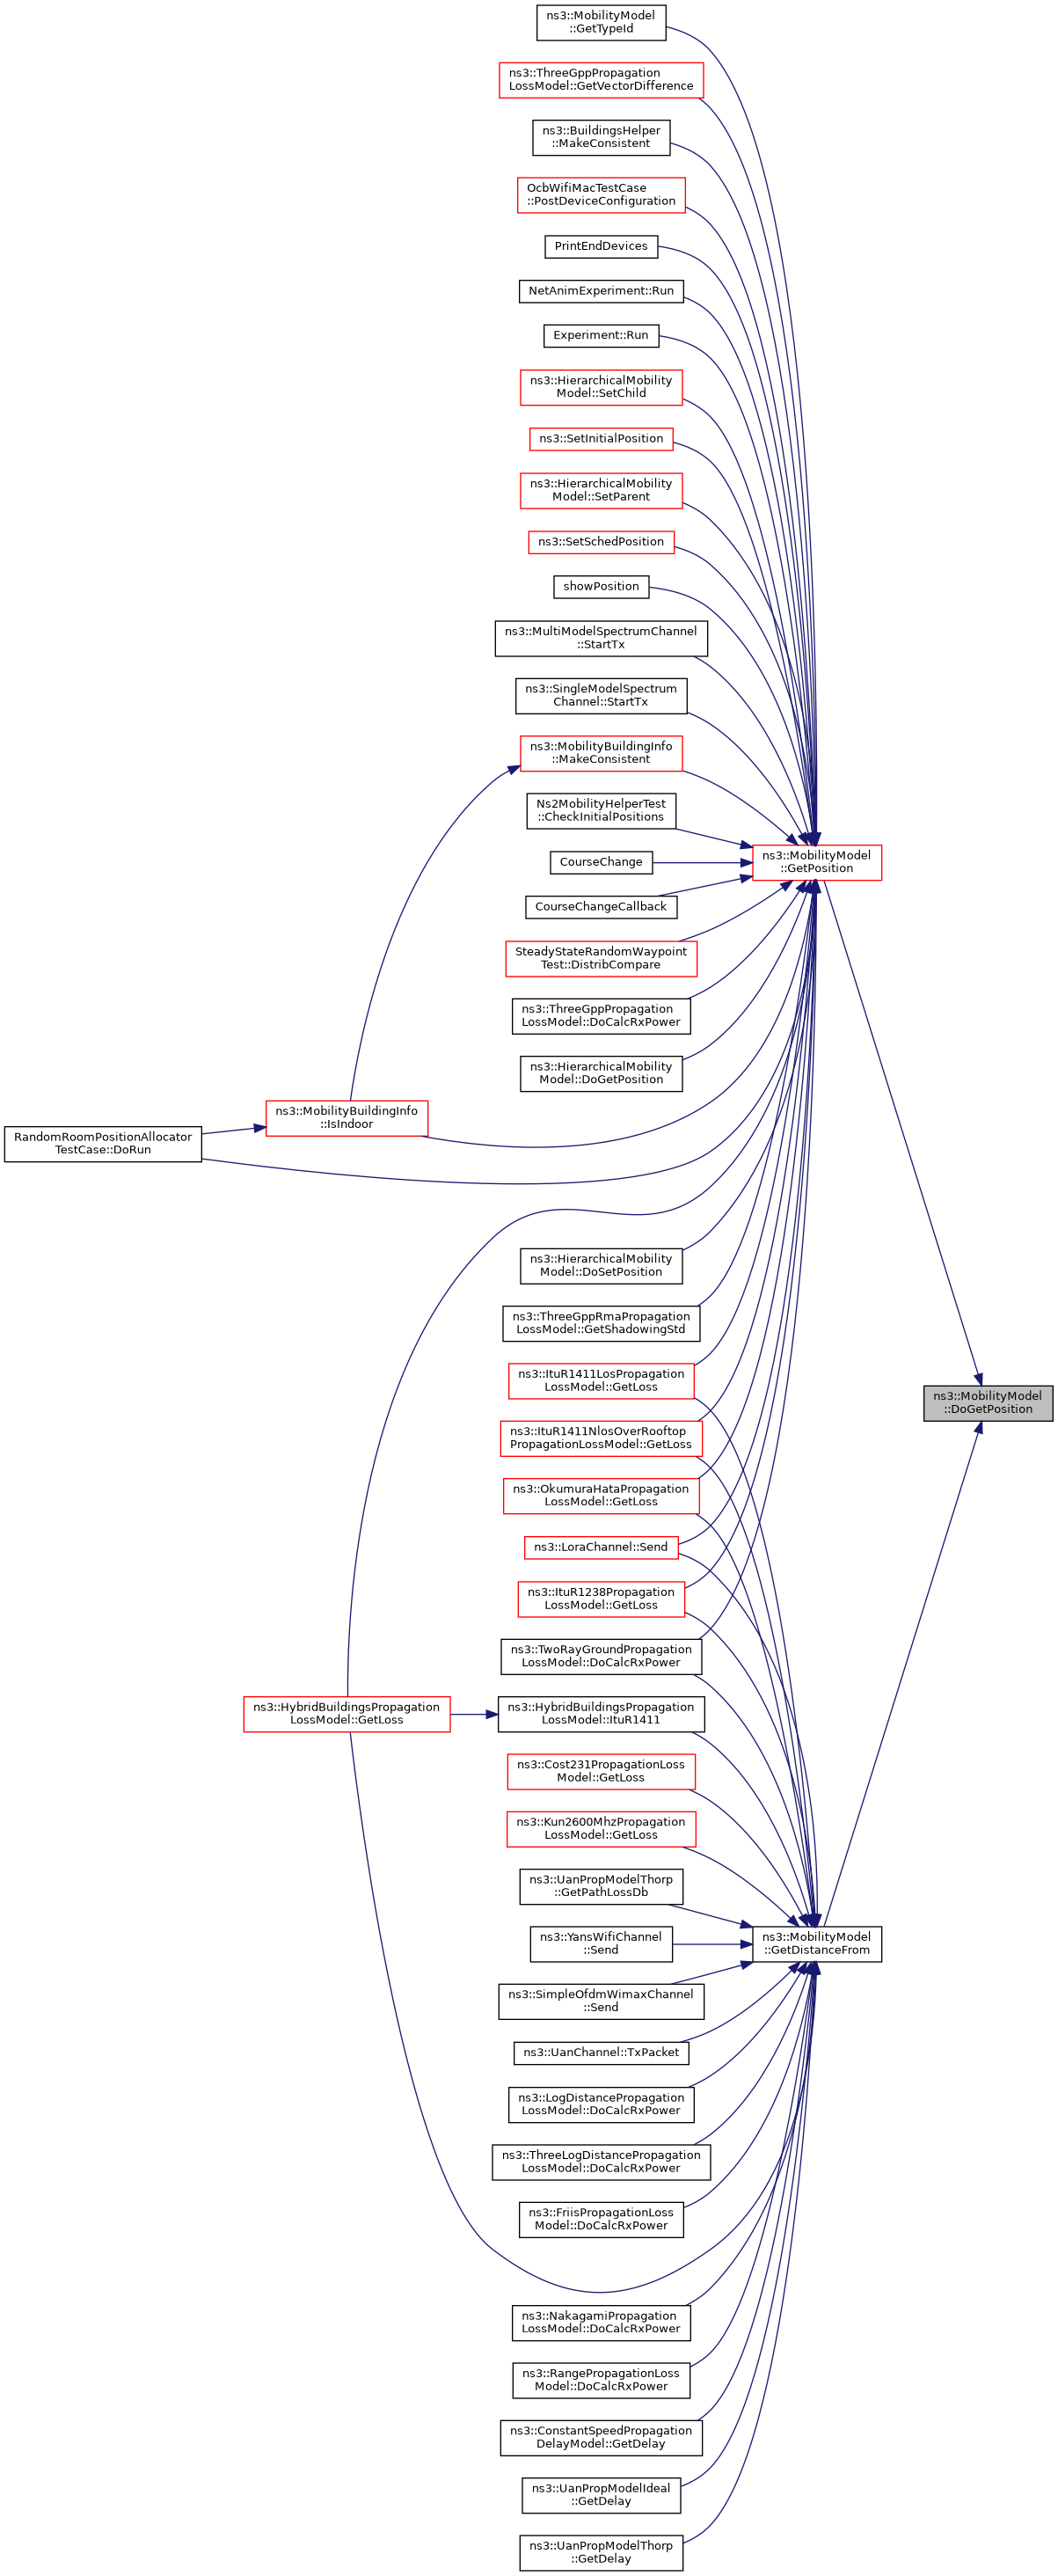 ns3::MobilityModel
::GetTypeId
ns3::ThreeGppPropagation
LossModel::GetVectorDifference
ns3::BuildingsHelper
::MakeConsistent
OcbWifiMacTestCase
::PostDeviceConfiguration
PrintEndDevices
NetAnimExperiment::Run
Experiment::Run
ns3::HierarchicalMobility
Model::SetChild
ns3::SetInitialPosition
ns3::HierarchicalMobility
Model::SetParent
ns3::SetSchedPosition
showPosition
ns3::MultiModelSpectrumChannel
::StartTx
ns3::SingleModelSpectrum
Channel::StartTx
ns3::MobilityBuildingInfo
::MakeConsistent
Ns2MobilityHelperTest
::CheckInitialPositions
CourseChange
ns3::MobilityModel
::GetPosition
CourseChangeCallback
SteadyStateRandomWaypoint
Test::DistribCompare
ns3::ThreeGppPropagation
LossModel::DoCalcRxPower
ns3::HierarchicalMobility
Model::DoGetPosition
ns3::MobilityBuildingInfo
::IsIndoor
RandomRoomPositionAllocator
TestCase::DoRun
ns3::HierarchicalMobility
Model::DoSetPosition
ns3::ThreeGppRmaPropagation
LossModel::GetShadowingStd
ns3::ItuR1411LosPropagation
LossModel::GetLoss
ns3::MobilityModel
::DoGetPosition
ns3::ItuR1411NlosOverRooftop
PropagationLossModel::GetLoss
ns3::OkumuraHataPropagation
LossModel::GetLoss
ns3::LoraChannel::Send
ns3::ItuR1238Propagation
LossModel::GetLoss
ns3::TwoRayGroundPropagation
LossModel::DoCalcRxPower
ns3::HybridBuildingsPropagation
LossModel::GetLoss
ns3::HybridBuildingsPropagation
LossModel::ItuR1411
ns3::Cost231PropagationLoss
Model::GetLoss
ns3::Kun2600MhzPropagation
LossModel::GetLoss
ns3::UanPropModelThorp
::GetPathLossDb
ns3::YansWifiChannel
::Send
ns3::MobilityModel
::GetDistanceFrom
ns3::SimpleOfdmWimaxChannel
::Send
ns3::UanChannel::TxPacket
ns3::LogDistancePropagation
LossModel::DoCalcRxPower
ns3::ThreeLogDistancePropagation
LossModel::DoCalcRxPower
ns3::FriisPropagationLoss
Model::DoCalcRxPower
ns3::NakagamiPropagation
LossModel::DoCalcRxPower
ns3::RangePropagationLoss
Model::DoCalcRxPower
ns3::ConstantSpeedPropagation
DelayModel::GetDelay
ns3::UanPropModelIdeal
::GetDelay
ns3::UanPropModelThorp
::GetDelay